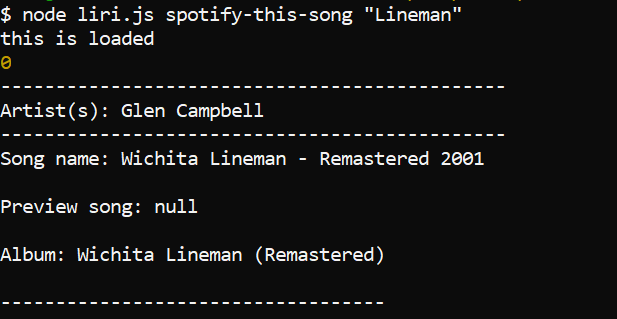 $ node liri.js spotify-this-song "Lineman"
this is loaded
0
----------------------------------------------
Artist(s): Glen Campbell
----------------------------------------------
Song name: Wichita Lineman - Remastered 2001
Preview song: null
Album: Wichita Lineman (Remastered)
-----------------------------------